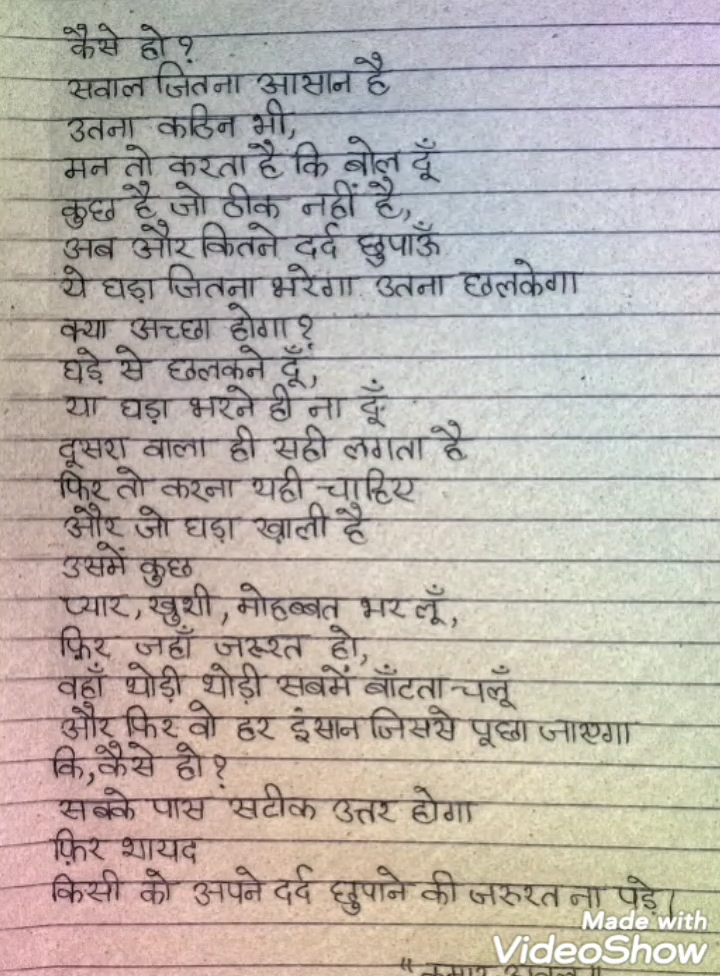 कैसे हो ?
सवाल जितना आसान है
उतना कठिन भी,
मन तो करता है कि बोल दूँ
कुछ है जो ठीक नहीं है,
अब और कितने दर्द छुपाऊँ
ये घड़ा जितना भरेगा उतना छलकेगा
क्या अच्छा होगा ?
घड़े से छलकने दूँ,
या घड़ा भरने ही ना दूँ
दूसरा वाला ही सही लगता है
फिर तो करना यही चाहिए
और जो घड़ा खाली है
उसमें कुछ
प्यार, खुशी, मोहब्बत भर लूँ,
फ़िर जहाँ जरूरत हो,
वहाँ थोड़ी थोड़ी सबमें बाँटता चलूँ
और फिर वो हर इंसान जिससे पूछा जाएगा
कि, कैसे हो ?
सबके पास सटीक उत्तर होगा
फ़िर शायद
किसी को अपने दर्द छुपाने की जरुरत ना पड़े।
Made with
VideoShow